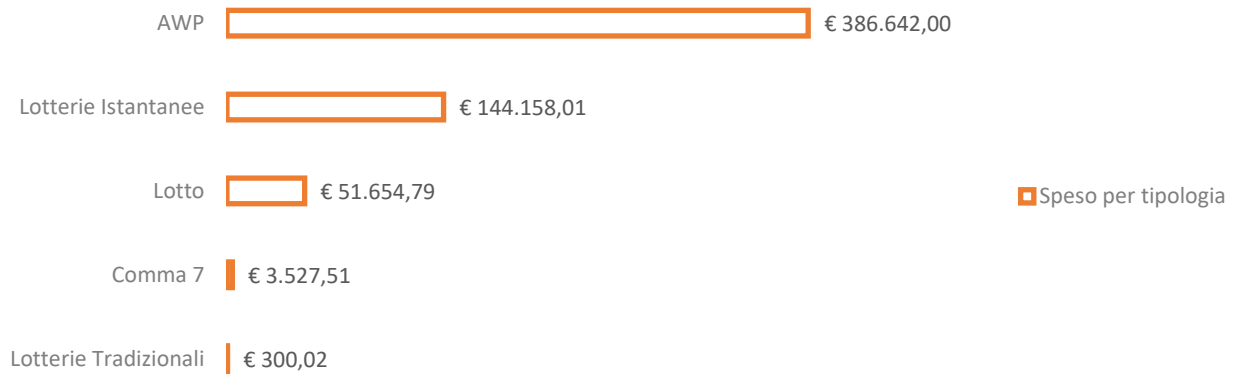 AWP € 386.642,00
Lotterie Istantanee € 144.158,01
Lotto € 51.654,79
Speso per tipologia
Comma 7 € 3.527,51
Lotterie Tradizionali € 300,02